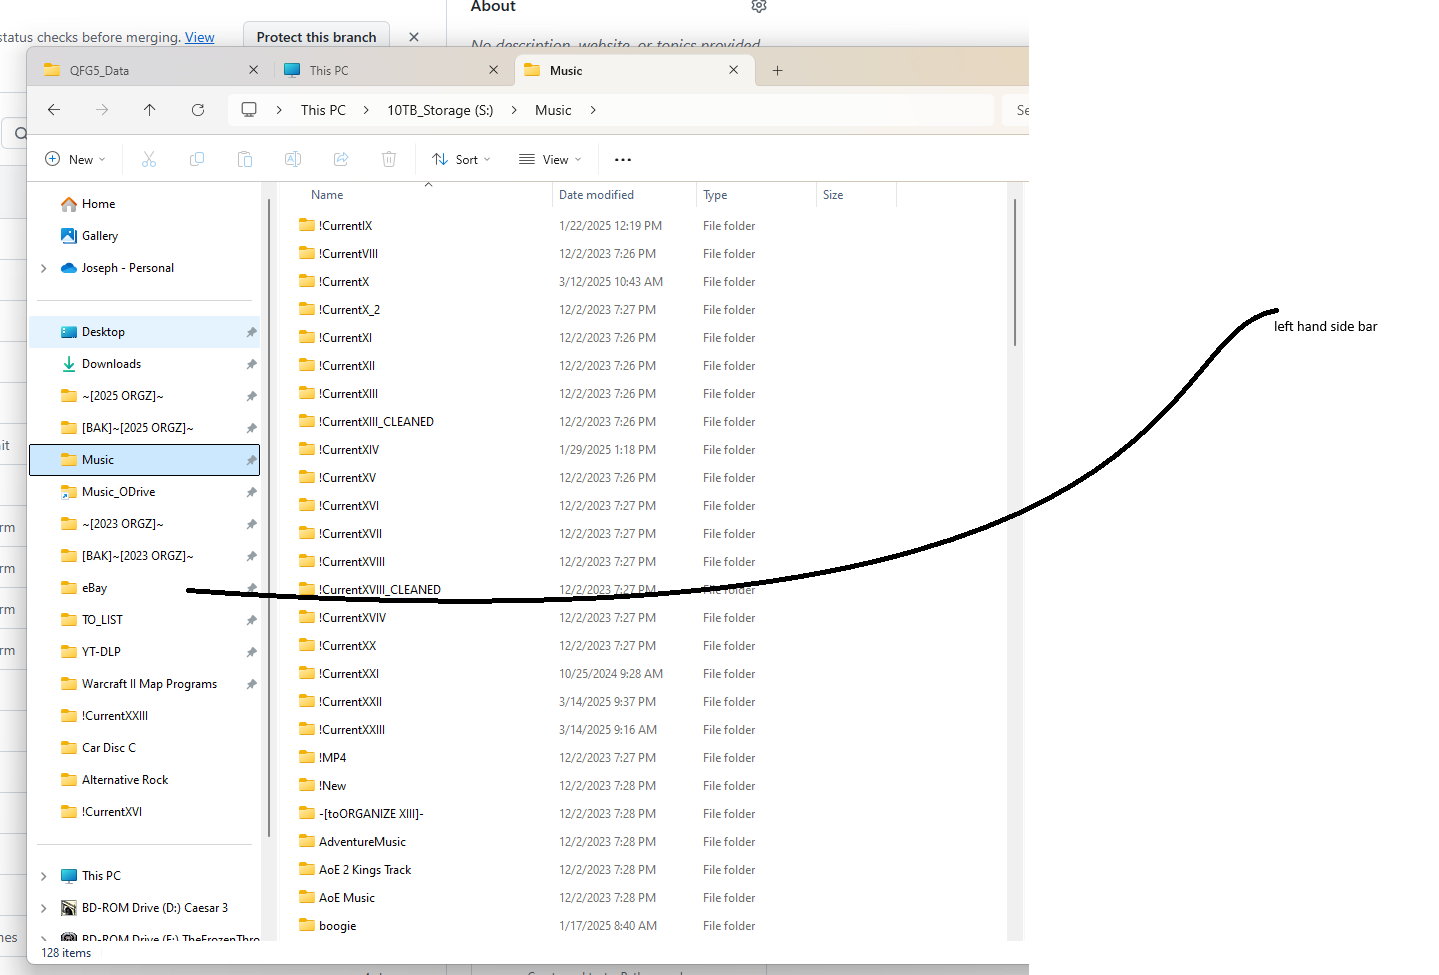 About
status checks before merging. View
Protect this branch
No description, website, or topics provided.
QFG5_Data
This PC
Music
This PC > 10TB_Storage (S:) > Music >
Se
New
Sort
View
Home
Gallery
Joseph - Personal
Desktop
Downloads
~[2025 ORGZ]~
[BAK]~[2025 ORGZ]~
Music
Music_ODrive
~[2023 ORGZ]~
[BAK]~[2023 ORGZ]~
eBay
TO_LIST
YT-DLP
Warcraft II Map Programs
!CurrentXXIII
Car Disc C
Alternative Rock
!CurrentXVI
This PC
BD-ROM Drive (D:) Caesar 3
BD-ROM Drive (E:) TheFrozenThro
128 items
Name Date modified Type Size
!CurrentIX 1/22/2025 12:19 PM File folder
!CurrentVIII 12/2/2023 7:26 PM File folder
!CurrentX 3/12/2025 10:43 AM File folder
!CurrentX_2 12/2/2023 7:27 PM File folder
!CurrentXI 12/2/2023 7:26 PM File folder
!CurrentXII 12/2/2023 7:26 PM File folder
!CurrentXIII 12/2/2023 7:26 PM File folder
!CurrentXIII_CLEANED 12/2/2023 7:26 PM File folder
!CurrentXIV 1/29/2025 1:18 PM File folder
!CurrentXV 12/2/2023 7:26 PM File folder
!CurrentXVI 12/2/2023 7:27 PM File folder
!CurrentXVII 12/2/2023 7:27 PM File folder
!CurrentXVIII 12/2/2023 7:27 PM File folder
!CurrentXVIII_CLEANED 12/2/2023 7:27 PM File folder
!CurrentXVIV 12/2/2023 7:27 PM File folder
!CurrentXX 12/2/2023 7:27 PM File folder
!CurrentXXI 10/25/2024 9:28 AM File folder
!CurrentXXII 3/14/2025 9:37 PM File folder
!CurrentXXIII 3/14/2025 9:16 AM File folder
!MP4 12/2/2023 7:27 PM File folder
!New 12/2/2023 7:28 PM File folder
-[toORGANIZE XIII]- 12/2/2023 7:28 PM File folder
AdventureMusic 12/2/2023 7:28 PM File folder
AoE 2 Kings Track 12/2/2023 7:28 PM File folder
AoE Music 12/2/2023 7:28 PM File folder
boogie 1/17/2025 8:40 AM File folder
left hand side bar
it
rm
rm
rm
rm
nes